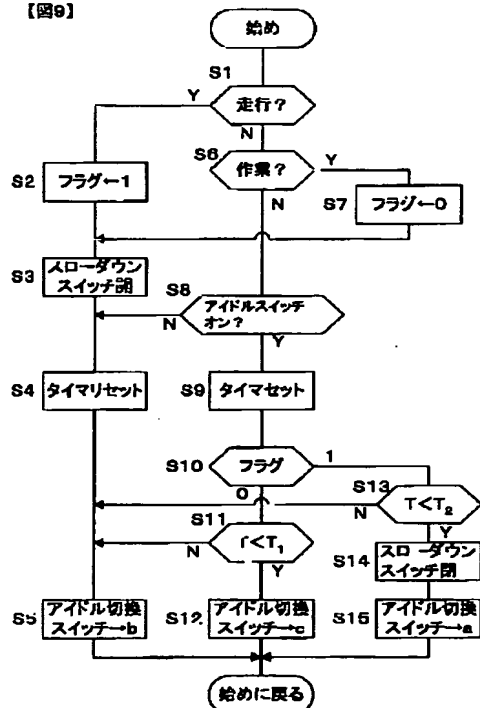 【図9】
始め
S1
走行?
Y
N
S6
作業?
Y
N
S2
フラグ←1
S7
フラグ←0
S3
スローダウン
スイッチ開
S8
アイドルスイッチ
オン?
N
Y
S4
タイマリセット
S9
タイマセット
S10
フラグ
1
0
S13
T<T₂
N
Y
S11
T<T₁
N
Y
S14
スローダウン
スイッチ閉
S5
アイドル切換
スイッチ→b
S12
アイドル切換
スイッチ→c
S15
アイドル切換
スイッチ→a
始めに戻る